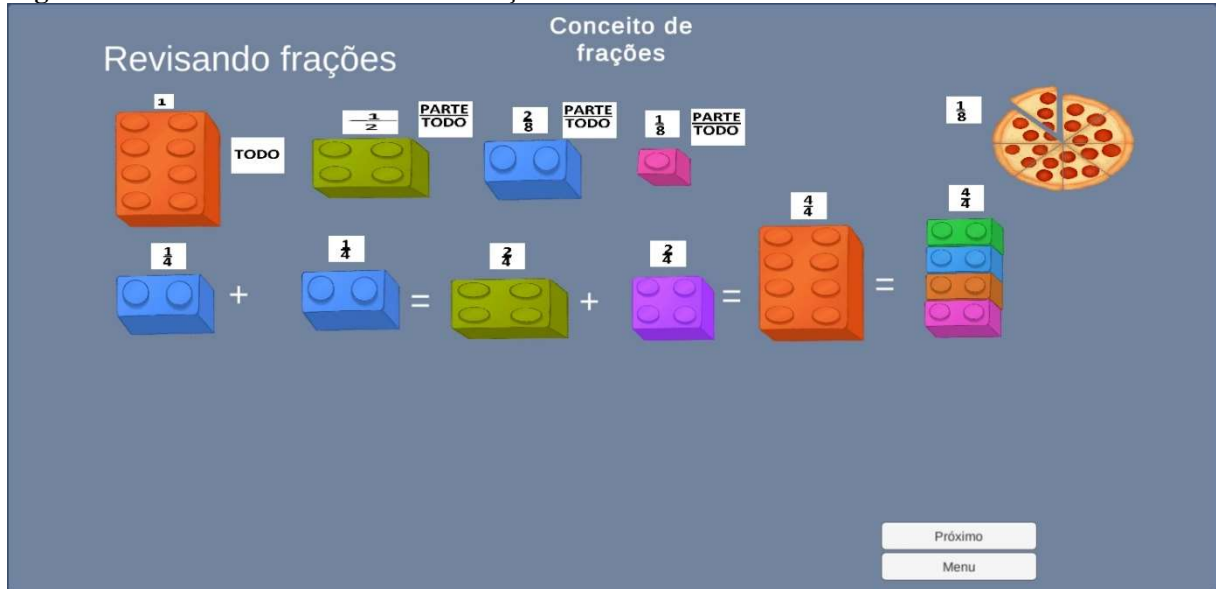 Conceito de
frações
Revisando frações
1
TODO
1/2
PARTE
TODO
2/8
PARTE
TODO
1/8
PARTE
TODO
1/8
1/4
+
1/4
=
2/4
+
2/4
=
4/4
=
4/4
Próximo
Menu